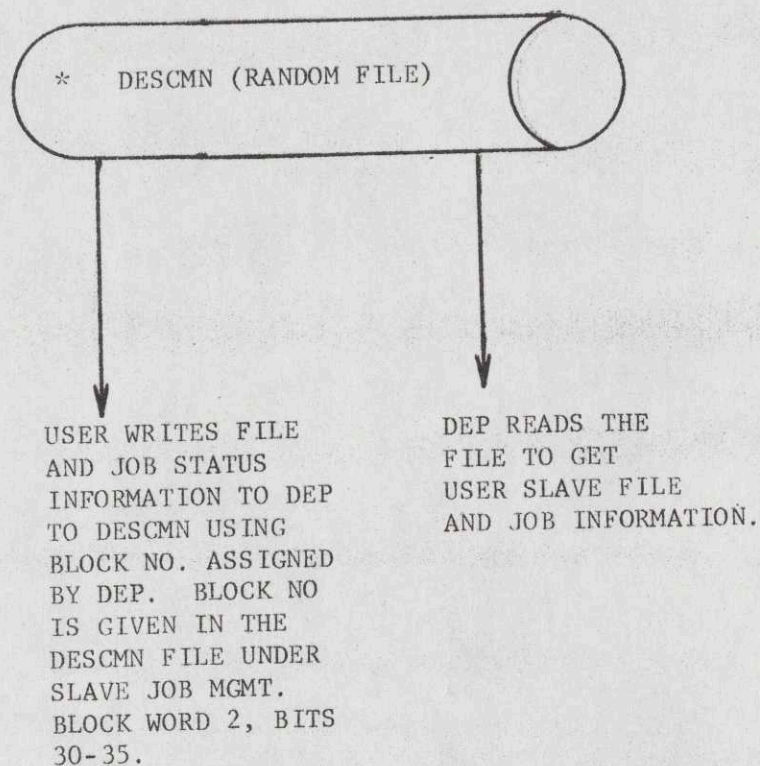 * DESCMN (RANDOM FILE)
USER WRITES FILE
AND JOB STATUS
INFORMATION TO DEP
TO DESCMN USING
BLOCK NO. ASSIGNED
BY DEP. BLOCK NO
IS GIVEN IN THE
DESCMN FILE UNDER
SLAVE JOB MGMT.
BLOCK WORD 2, BITS
30-35.
DEP READS THE
FILE TO GET
USER SLAVE FILE
AND JOB INFORMATION.